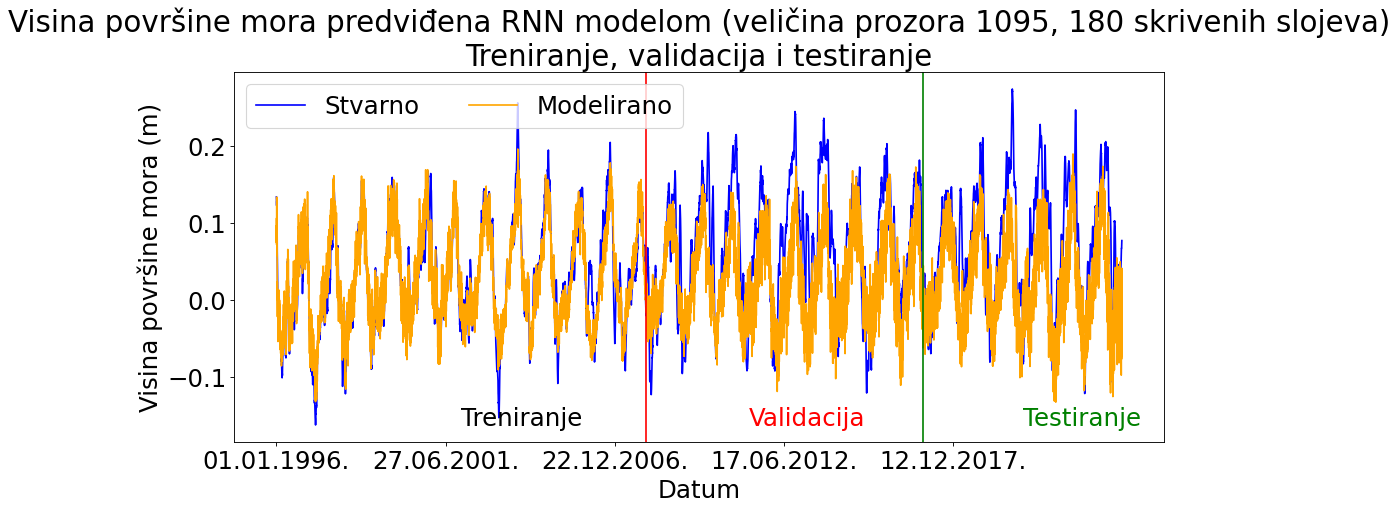 Visina površine mora predviđena RNN modelom (veličina prozora 1095, 180 skrivenih slojeva)
Treniranje, validacija i testiranje
Stvarno Modelirano
Visina površine mora (m)
0.2
0.1
0.0
−0.1
Treniranje Validacija Testiranje
01.01.1996. 27.06.2001. 22.12.2006. 17.06.2012. 12.12.2017.
Datum